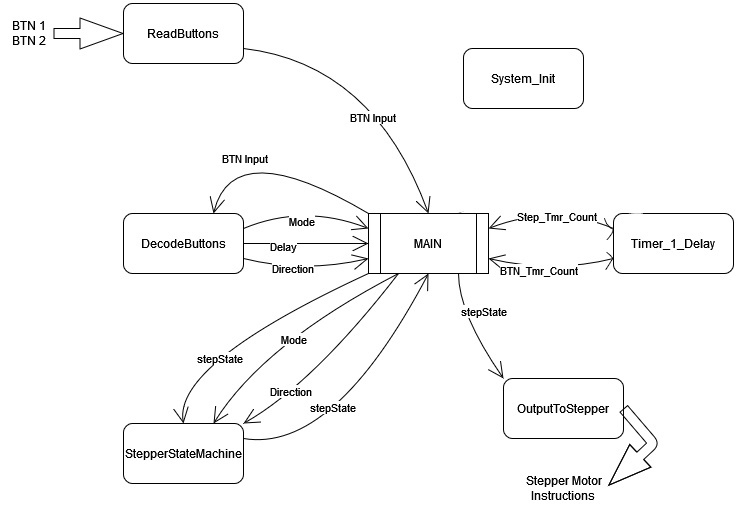 BTN 1
BTN 2
ReadButtons
System_Init
BTN Input
BTN Input
DecodeButtons
Mode
Delay
Direction
MAIN
Step_Tmr_Count
BTN_Tmr_Count
Timer_1_Delay
stepState
Mode
Direction
stepState
stepState
StepperStateMachine
OutputToStepper
Stepper Motor
Instructions